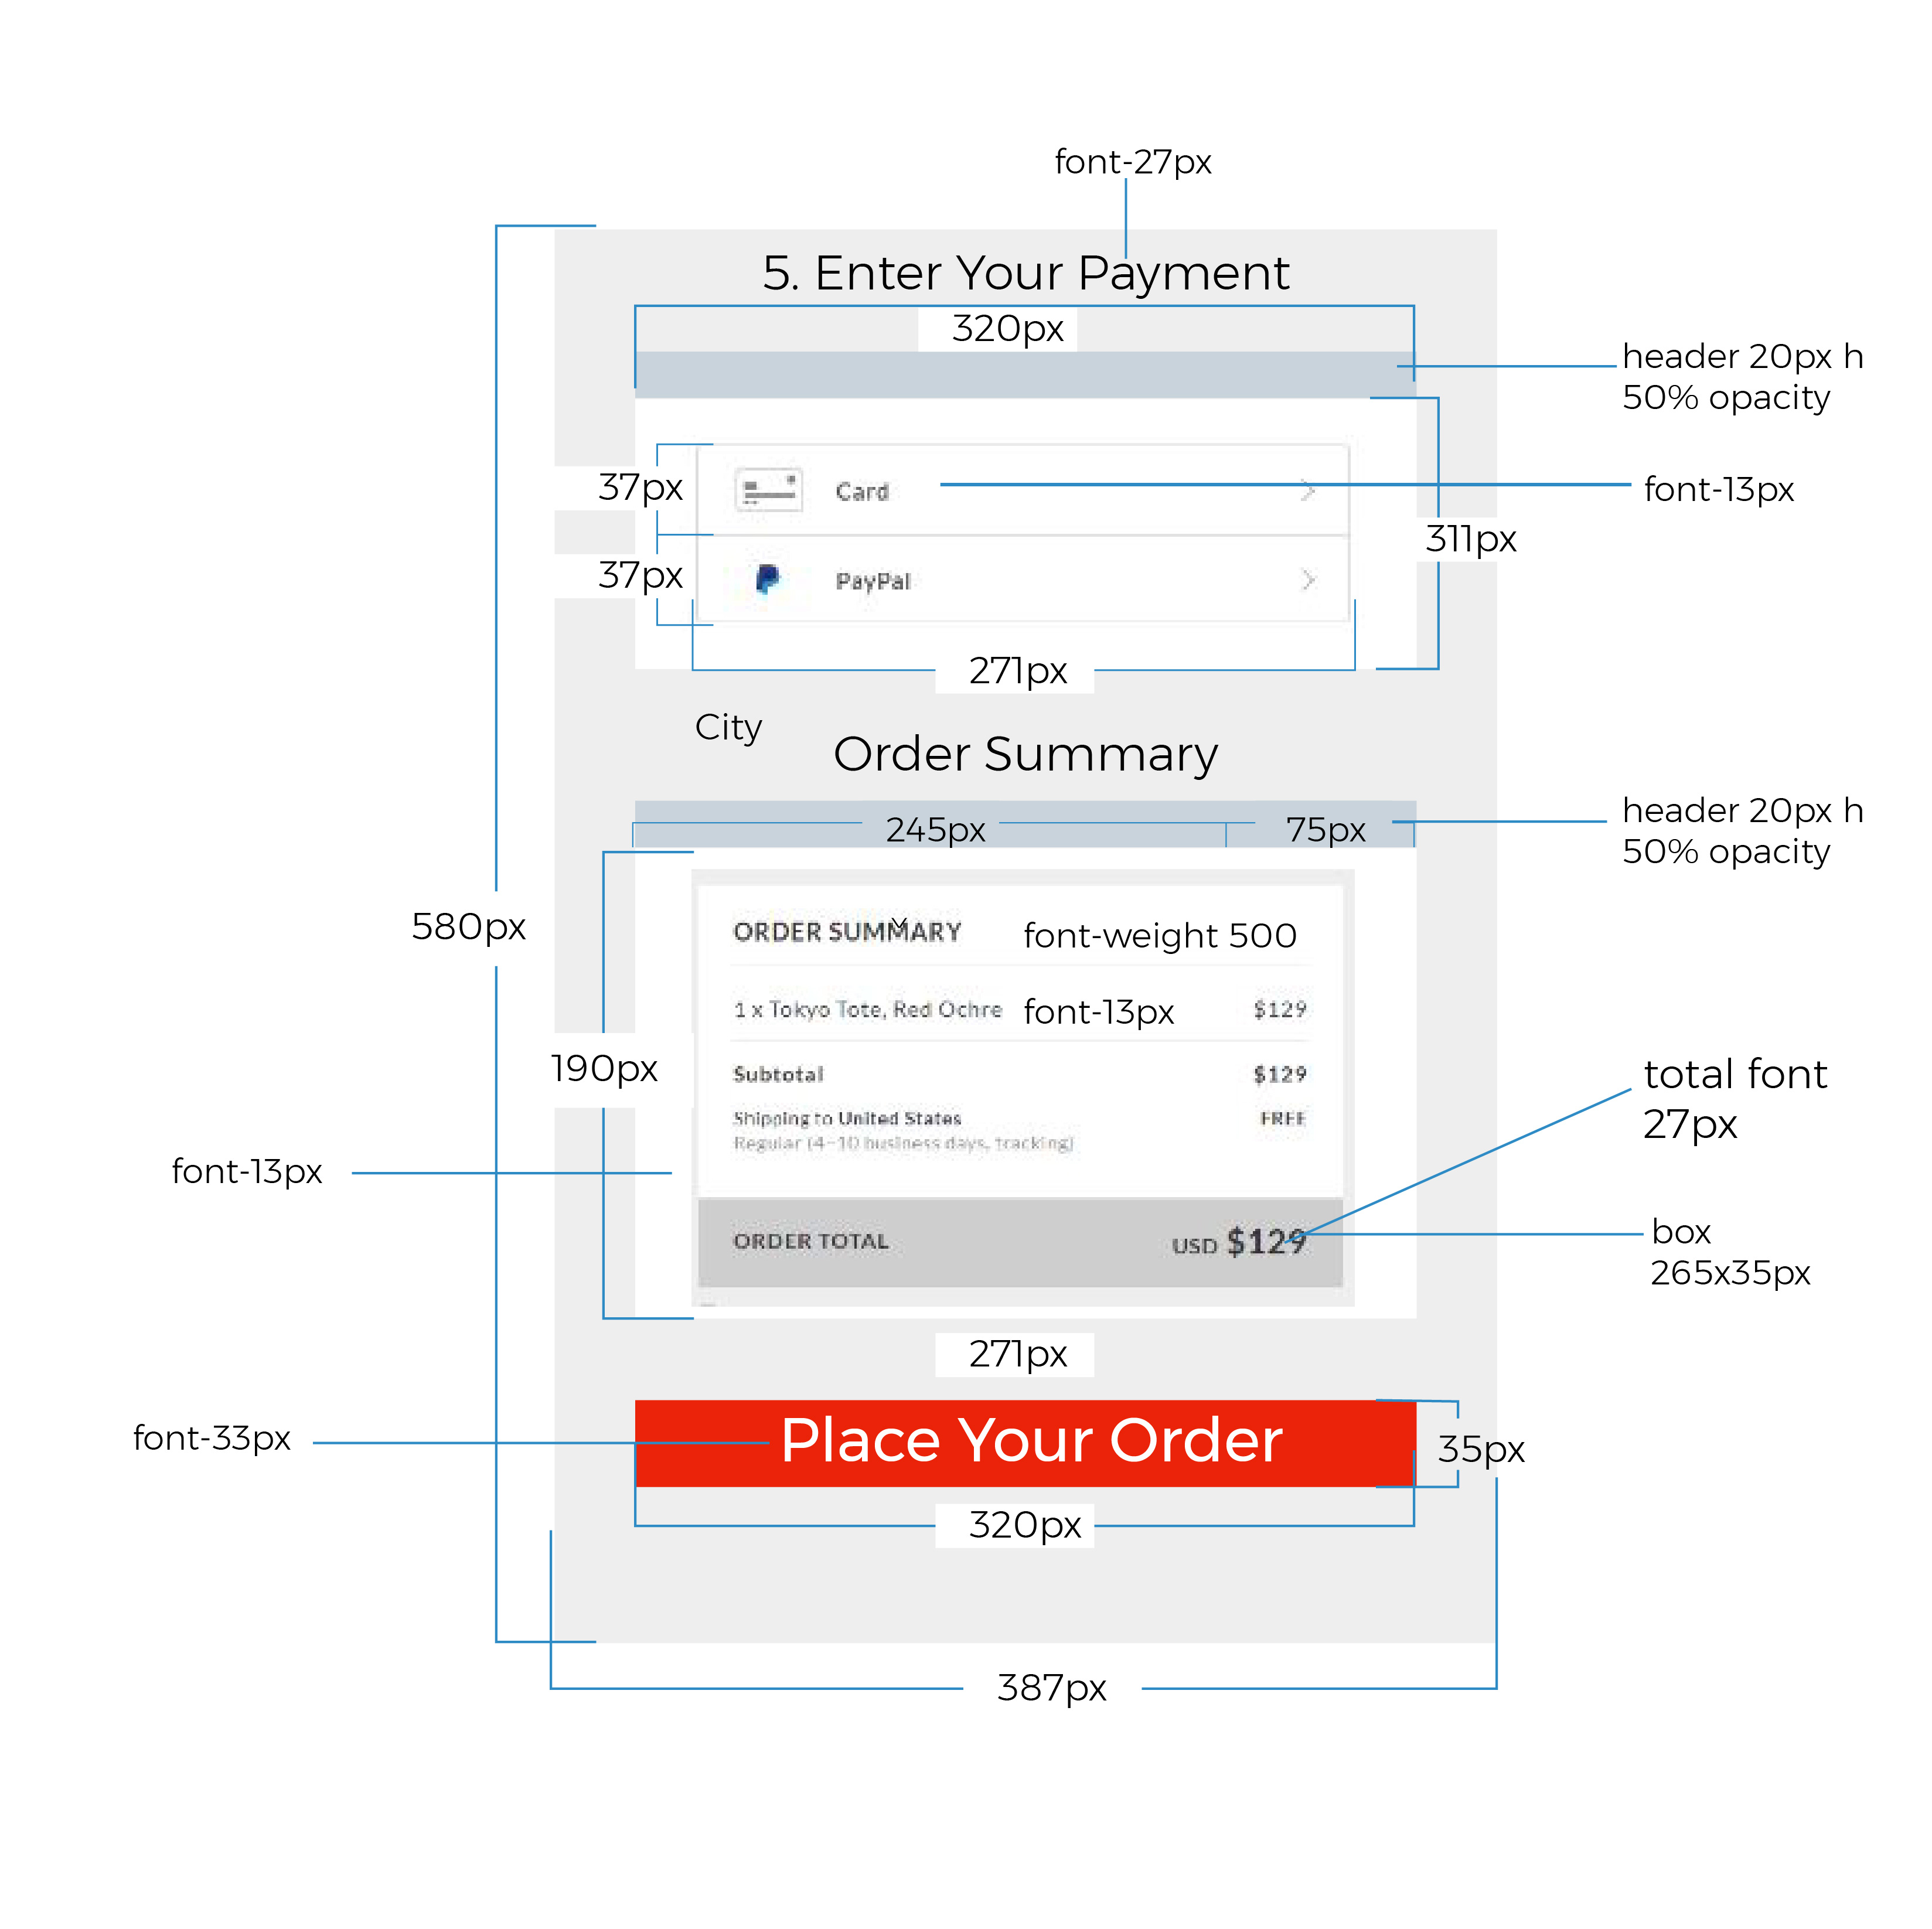 font-27px
5. Enter Your Payment
320px
header 20px h
50% opacity
37px
Card
font-13px
311px
37px
PayPal
271px
City
Order Summary
245px
75px
header 20px h
50% opacity
580px
ORDER SUMMARY
font-weight 500
1 x Tokyo Tote, Red Ochre
font-13px
$129
190px
Subtotal
$129
total font
27px
Shipping to United States
FREE
Regular (4–10 business days, tracking)
font-13px
ORDER TOTAL
USD $129
box
265x35px
271px
font-33px
Place Your Order
35px
320px
387px